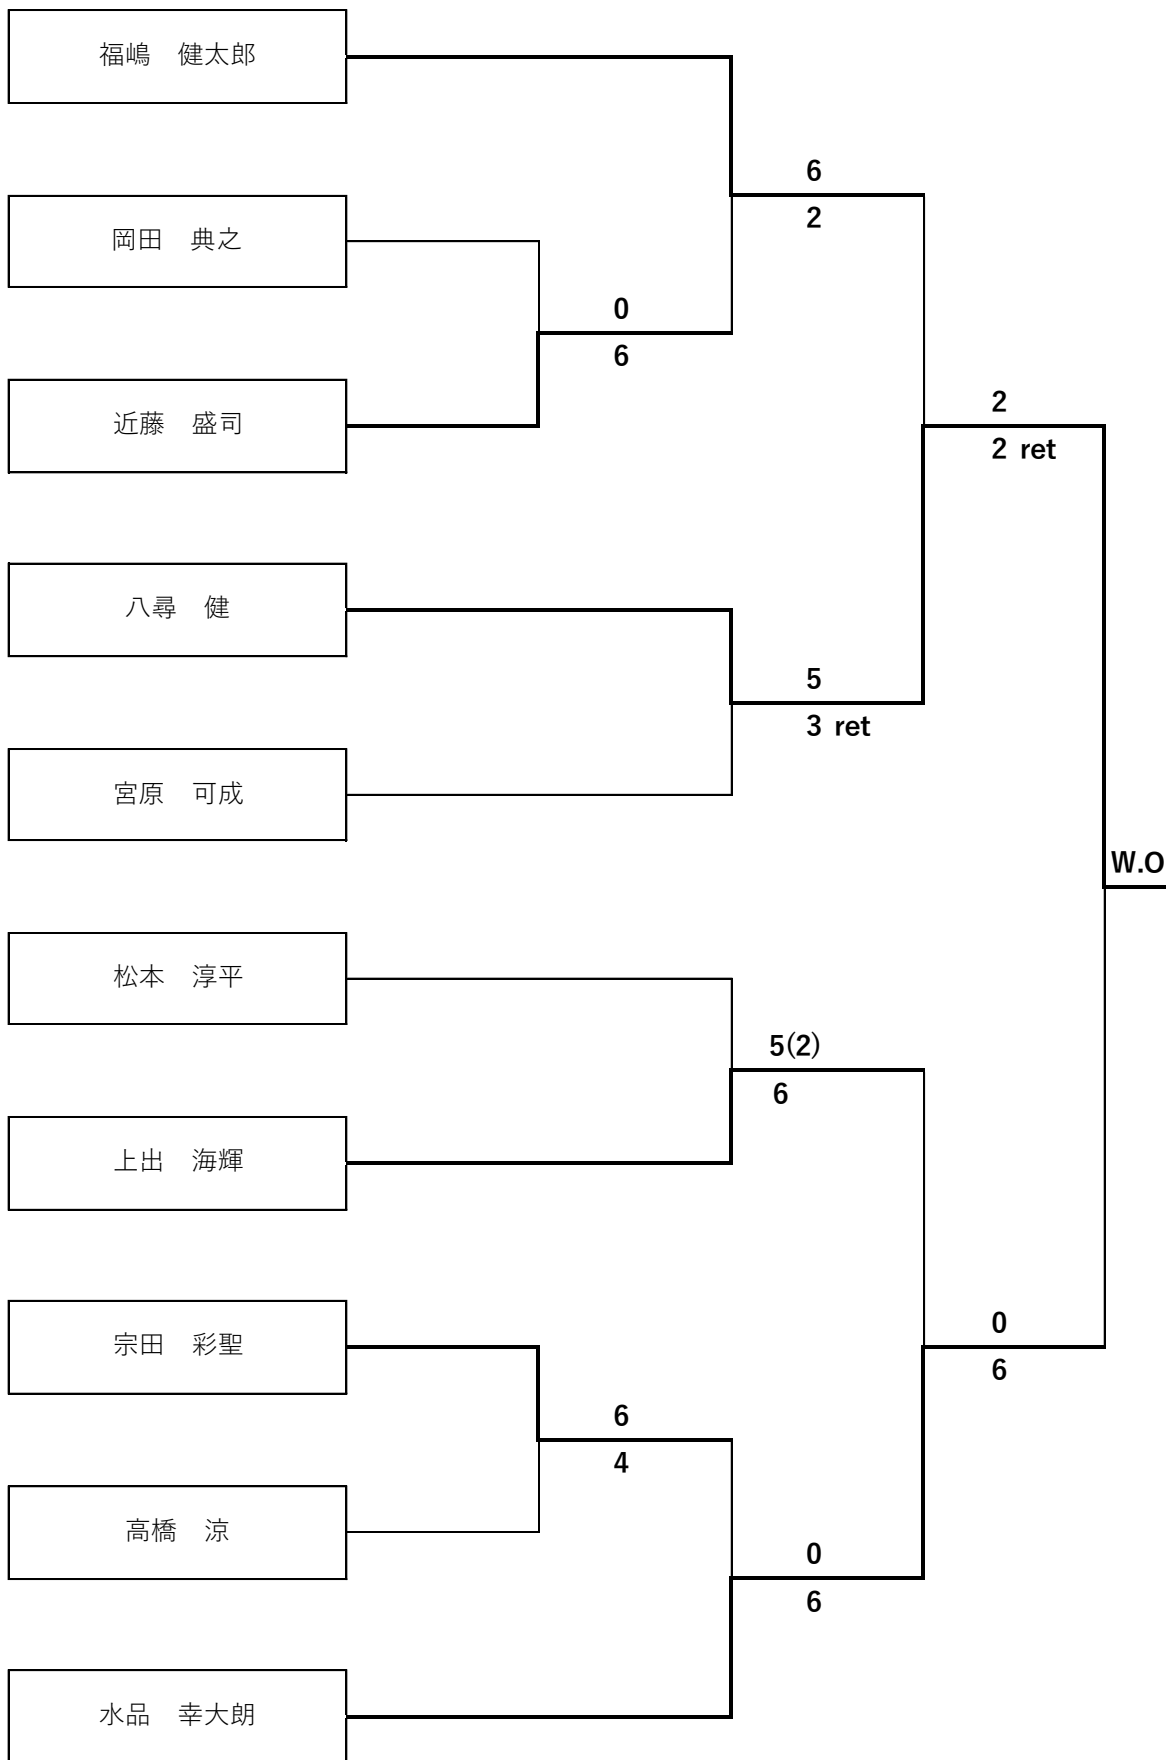 福嶋　健太郎
6
2
岡田　典之
0
6
近藤　盛司
2
2 ret
八尋　健
5
3 ret
宮原　可成
W.O
松本　淳平
5(2)
6
上出　海輝
0
6
宗田　彩聖
6
4
高橋　涼
0
6
水品　幸大朗